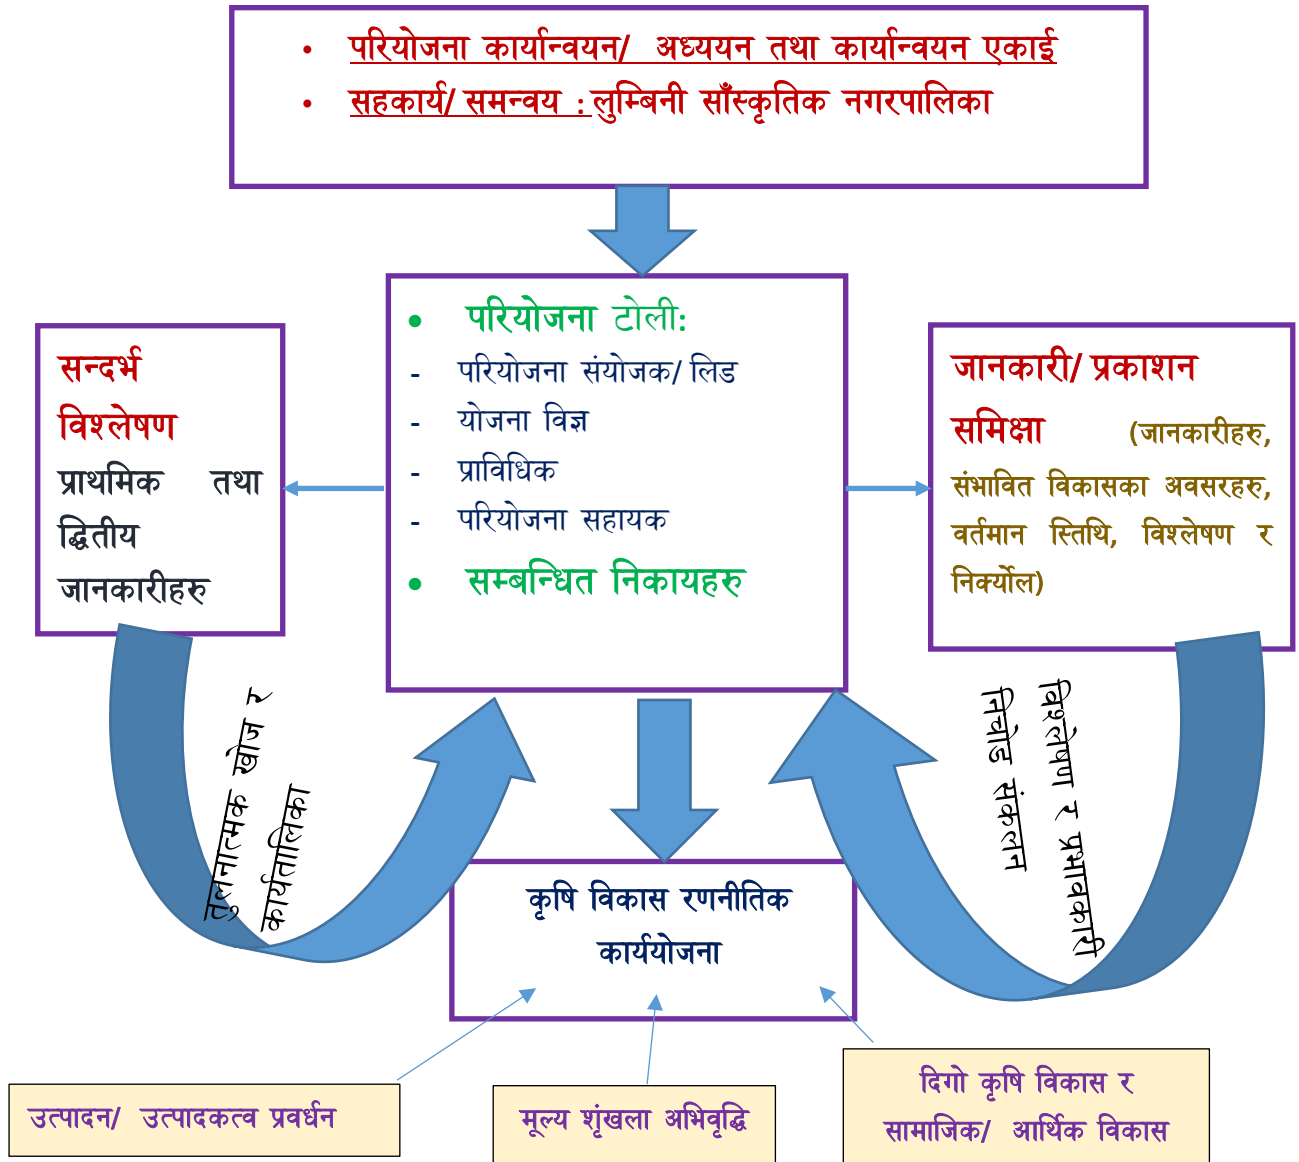 • परियोजना कार्यान्वयन/ अध्ययन तथा कार्यान्वयन एकाई
• सहकार्य/ समन्वय : लुम्बिनी साँस्कृतिक नगरपालिका
• परियोजना टोली:
- परियोजना संयोजक/ लिड
- योजना विज्ञ
- प्राविधिक
- परियोजना सहायक
• सम्बन्धित निकायहरु
सन्दर्भ
विश्लेषण
प्राथमिक तथा
द्धितीय
जानकारीहरु
जानकारी/ प्रकाशन
समिक्षा (जानकारीहरु,
संभावित विकासका अवसरहरु,
वर्तमान स्तिथि, विश्लेषण र
निर्क्योल)
तुलनात्मक खोज र
कार्यतालिका
विश्लेषण र प्रभावकारी
निचोड संकलन
कृषि विकास रणनीतिक
कार्ययोजना
उत्पादन/ उत्पादकत्व प्रवर्धन
मूल्य शृंखला अभिवृद्धि
दिगो कृषि विकास र
सामाजिक/ आर्थिक विकास